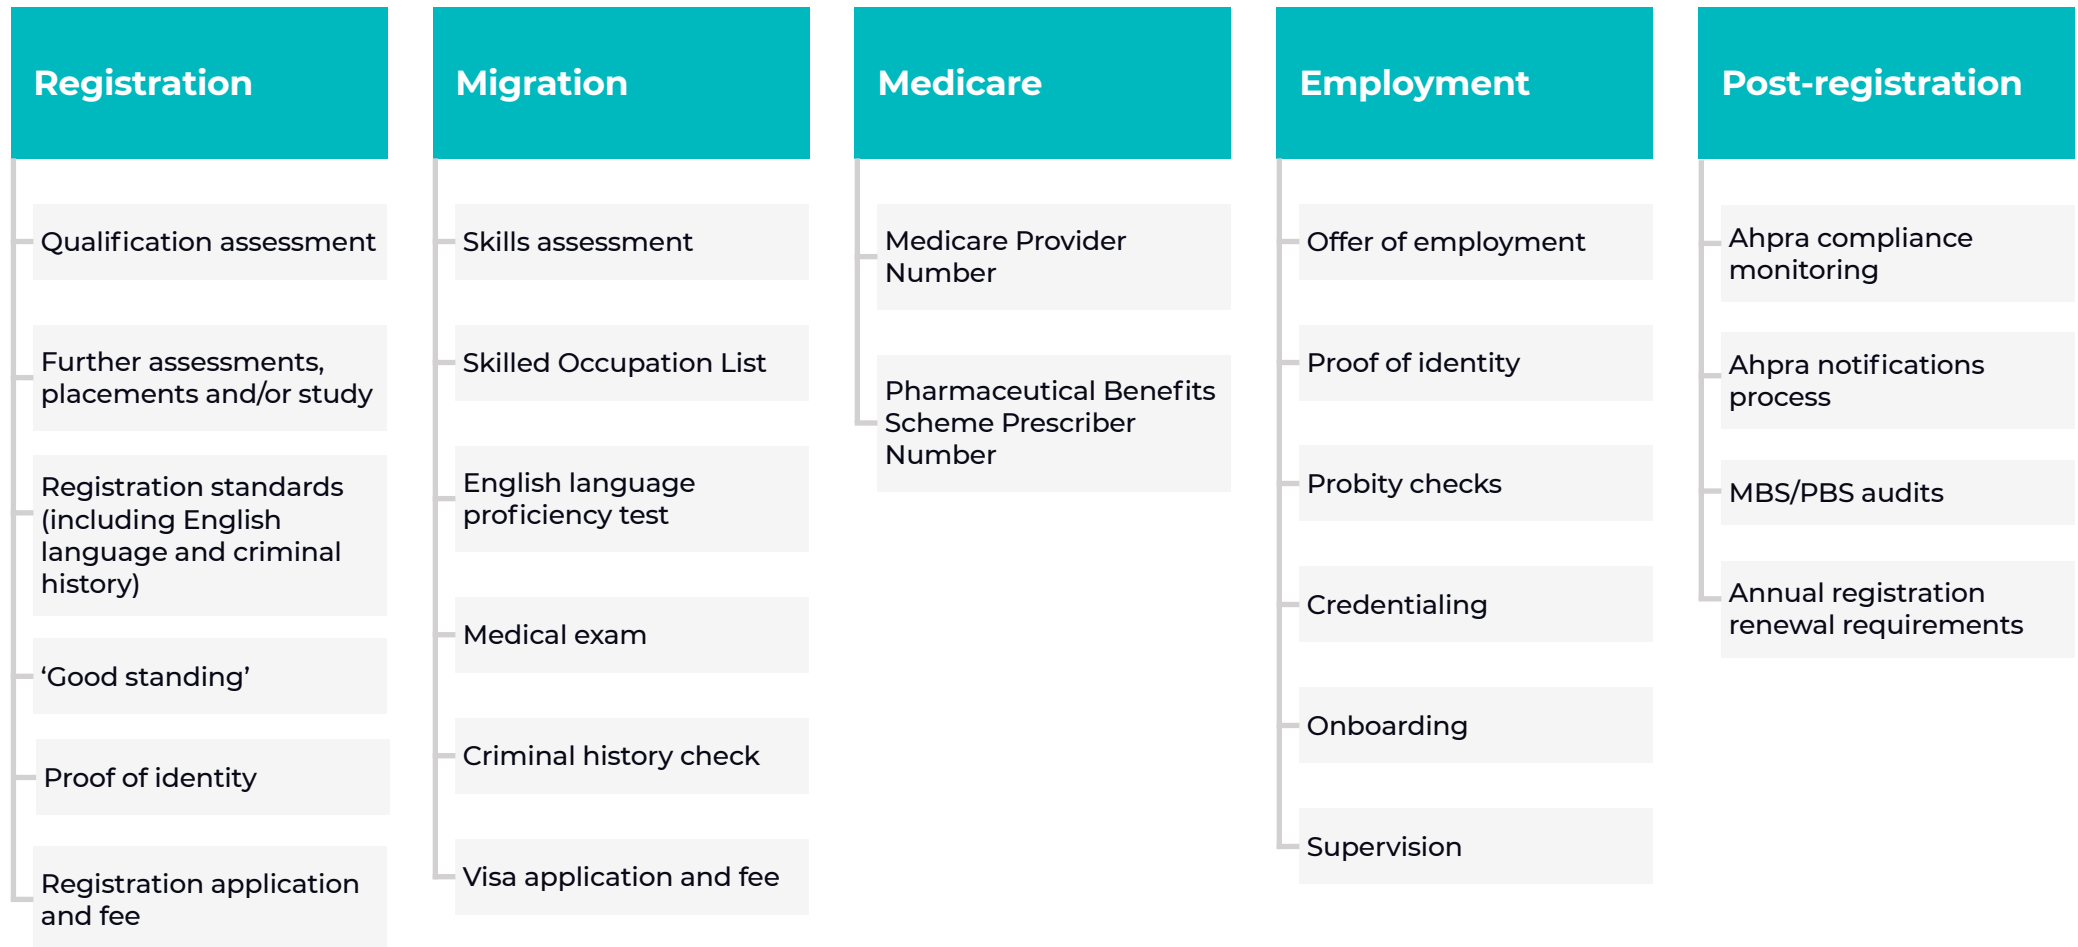 Registration
Qualification assessment
Further assessments,
placements and/or study
Registration standards
(including English
language and criminal
history)
‘Good standing’
Proof of identity
Registration application
and fee
Migration
Skills assessment
Skilled Occupation List
English language
proficiency test
Medical exam
Criminal history check
Visa application and fee
Medicare
Medicare Provider
Number
Pharmaceutical Benefits
Scheme Prescriber
Number
Employment
Offer of employment
Proof of identity
Probity checks
Credentialing
Onboarding
Supervision
Post-registration
Ahpra compliance
monitoring
Ahpra notifications
process
MBS/PBS audits
Annual registration
renewal requirements